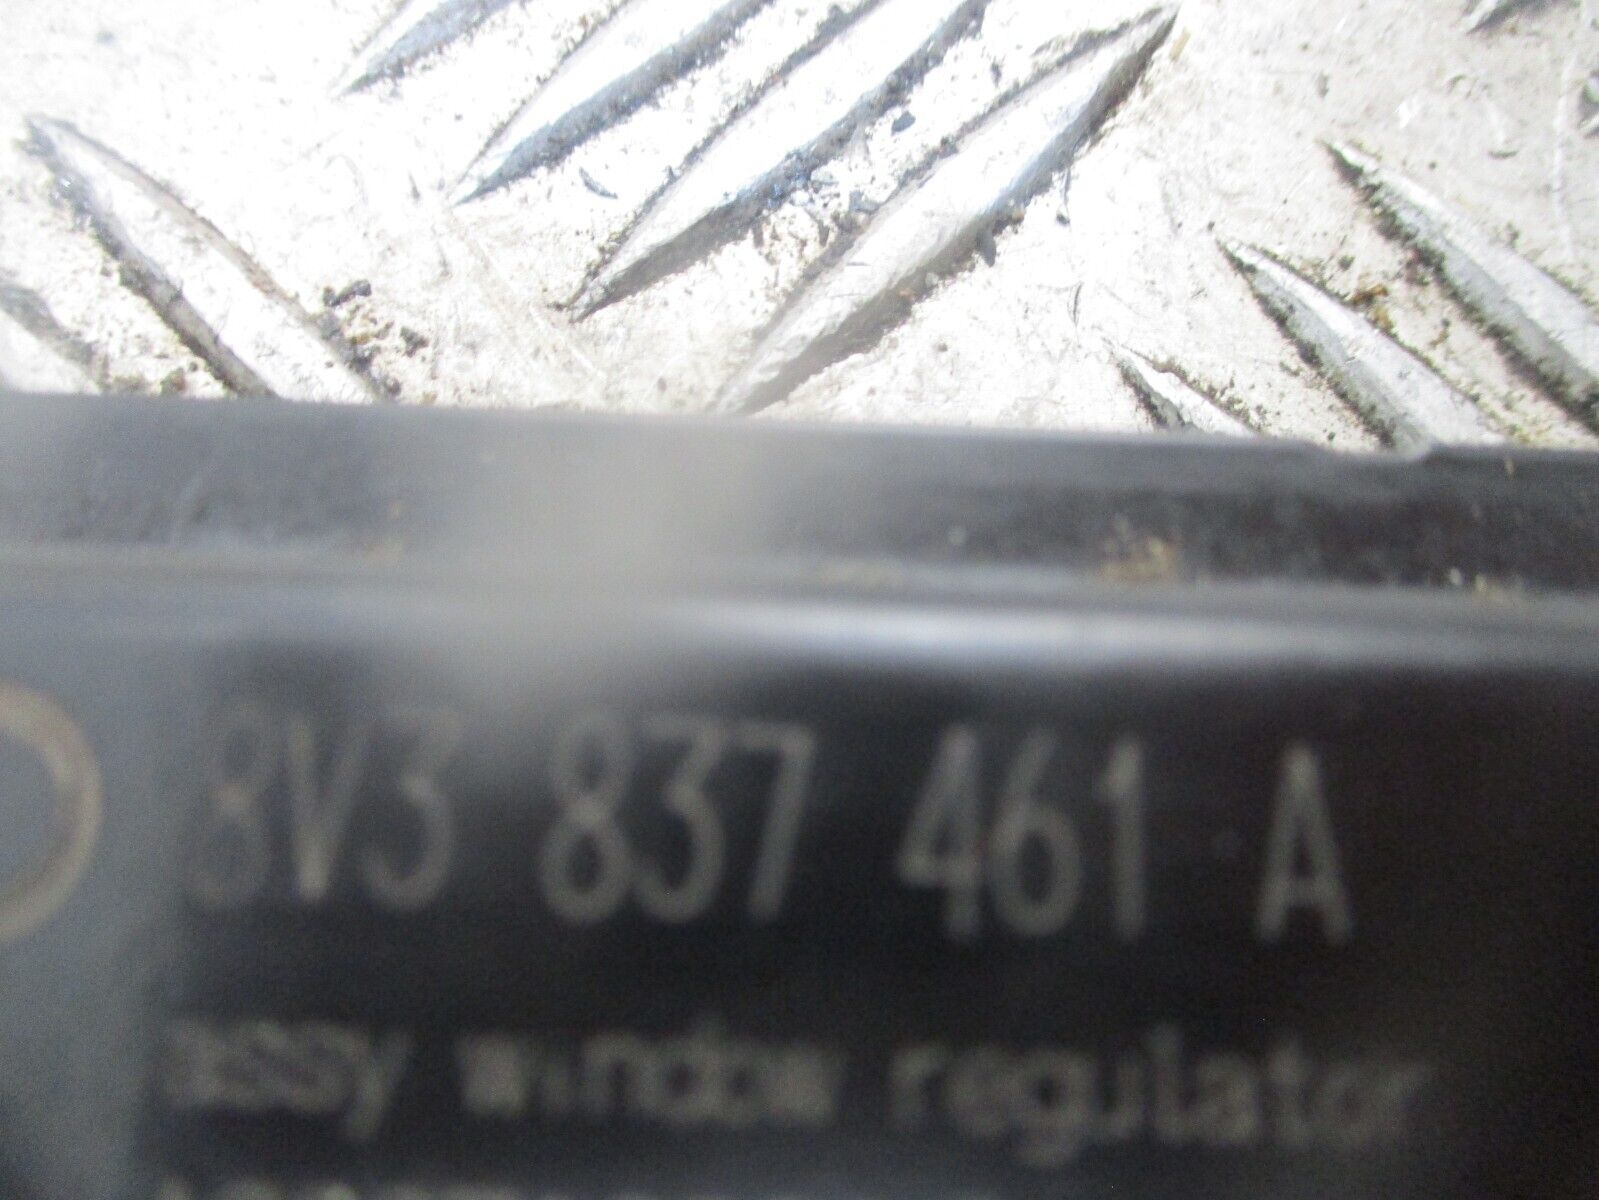 8V3 837 461 A
assy window regulator